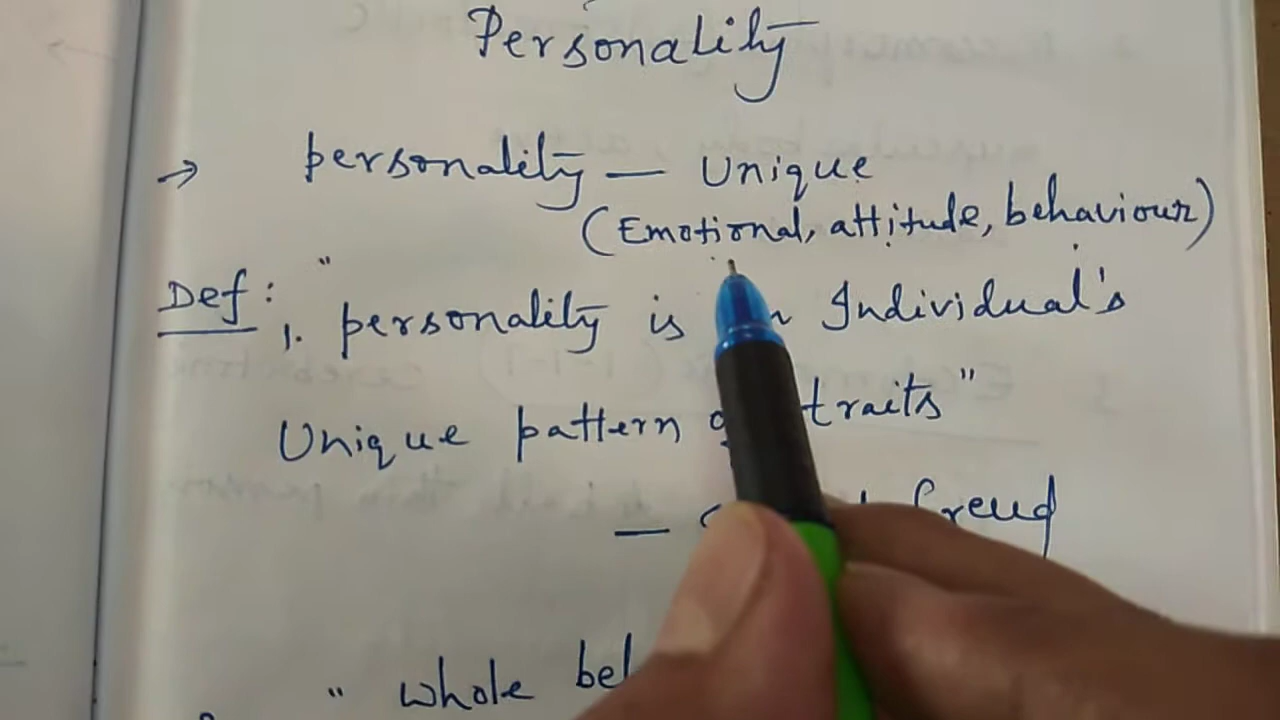 Personality
→ personality — Unique
(Emotional, attitude, behaviour)
Def: "
1. personality is Individual's
Unique pattern traits"
— Freud
" whole